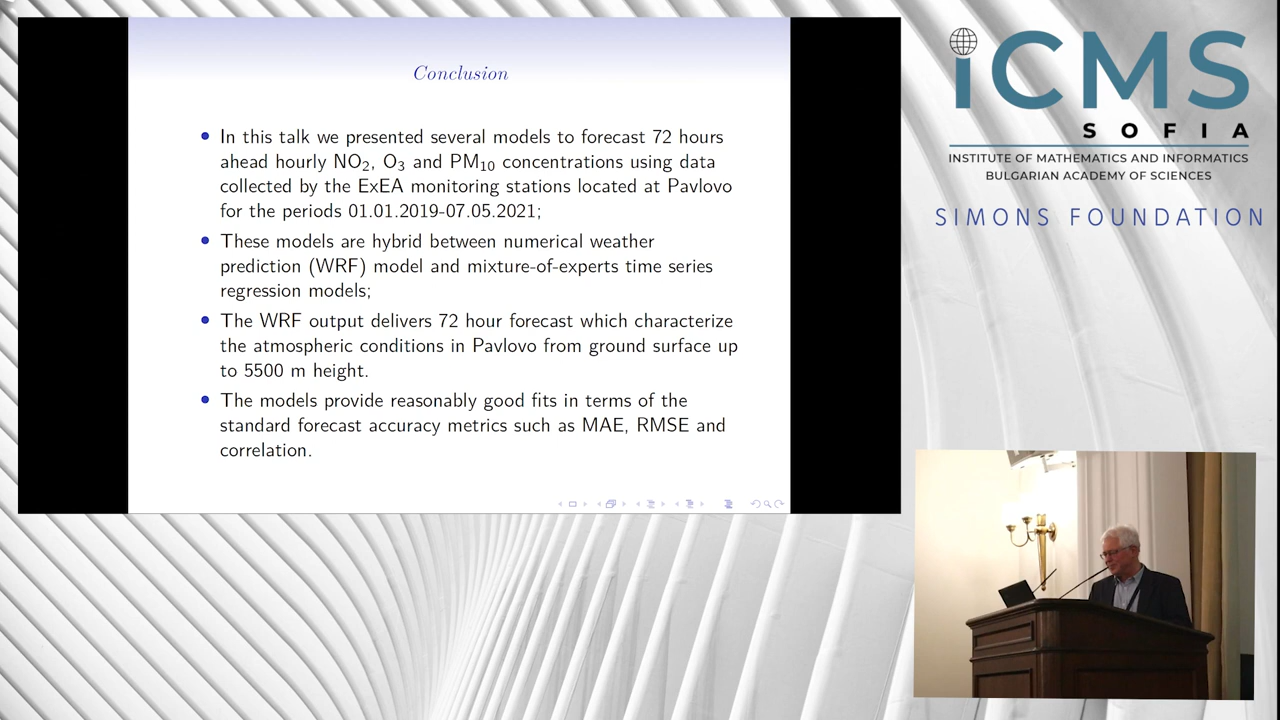 Conclusion
In this talk we presented several models to forecast 72 hours
ahead hourly NO2, O3 and PM10 concentrations using data
collected by the ExEA monitoring stations located at Pavlovo
for the periods 01.01.2019-07.05.2021;
These models are hybrid between numerical weather
prediction (WRF) model and mixture-of-experts time series
regression models;
The WRF output delivers 72 hour forecast which characterize
the atmospheric conditions in Pavlovo from ground surface up
to 5500 m height.
The models provide reasonably good fits in terms of the
standard forecast accuracy metrics such as MAE, RMSE and
correlation.
iCMS
SOFIA
INSTITUTE OF MATHEMATICS AND INFORMATICS
BULGARIAN ACADEMY OF SCIENCES
SIMONS FOUNDATION